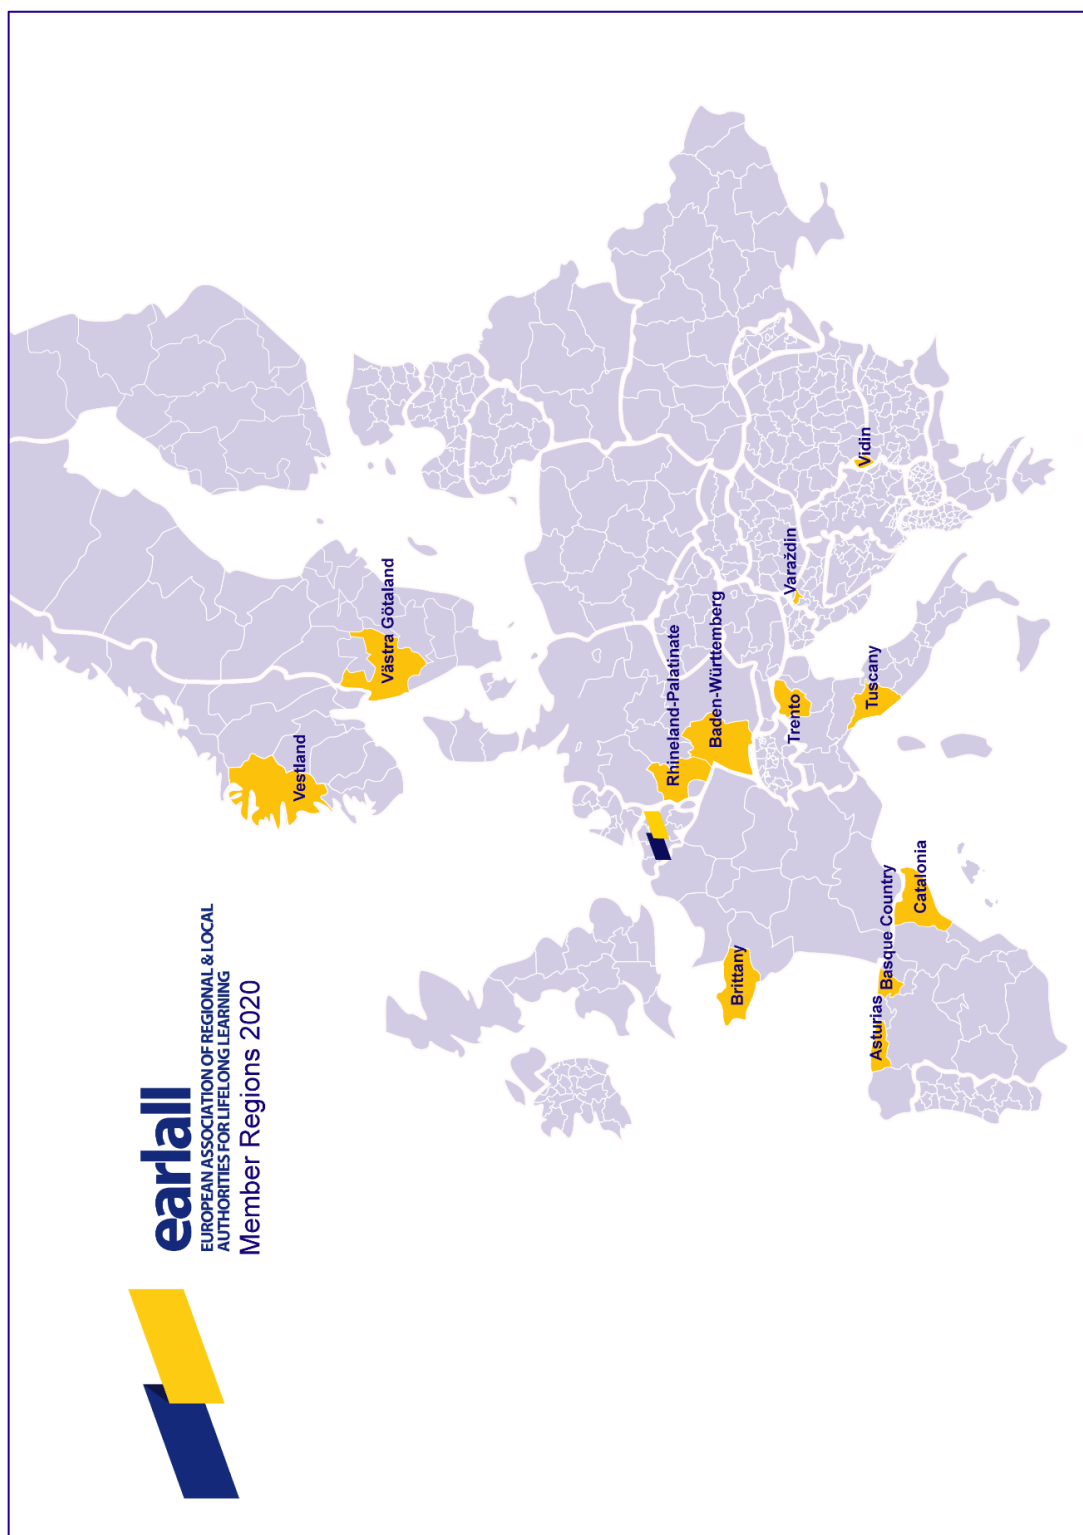 earlall
EUROPEAN ASSOCIATION OF REGIONAL & LOCAL
AUTHORITIES FOR LIFELONG LEARNING
Member Regions 2020
Vestland
Västra Götaland
Rhineland-Palatinate
Baden-Württemberg
Brittany
Trento
Varaždin
Vidin
Tuscany
Asturias
Basque Country
Catalonia